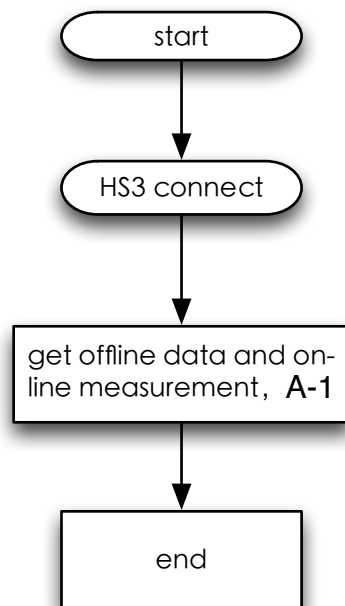 start
HS3 connect
get offline data and on-
line measurement, A-1
end